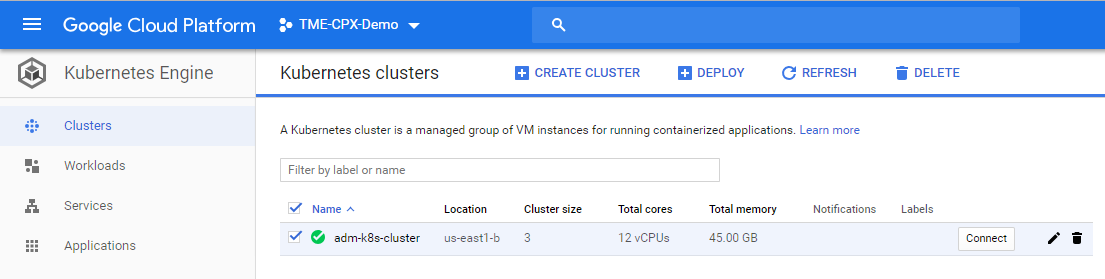 Google Cloud Platform TME-CPX-Demo
Kubernetes Engine
Kubernetes clusters CREATE CLUSTER DEPLOY REFRESH DELETE
Clusters
Workloads
Services
Applications
A Kubernetes cluster is a managed group of VM instances for running containerized applications. Learn more
Filter by label or name
Name Location Cluster size Total cores Total memory Notifications Labels
adm-k8s-cluster us-east1-b 3 12 vCPUs 45.00 GB Connect